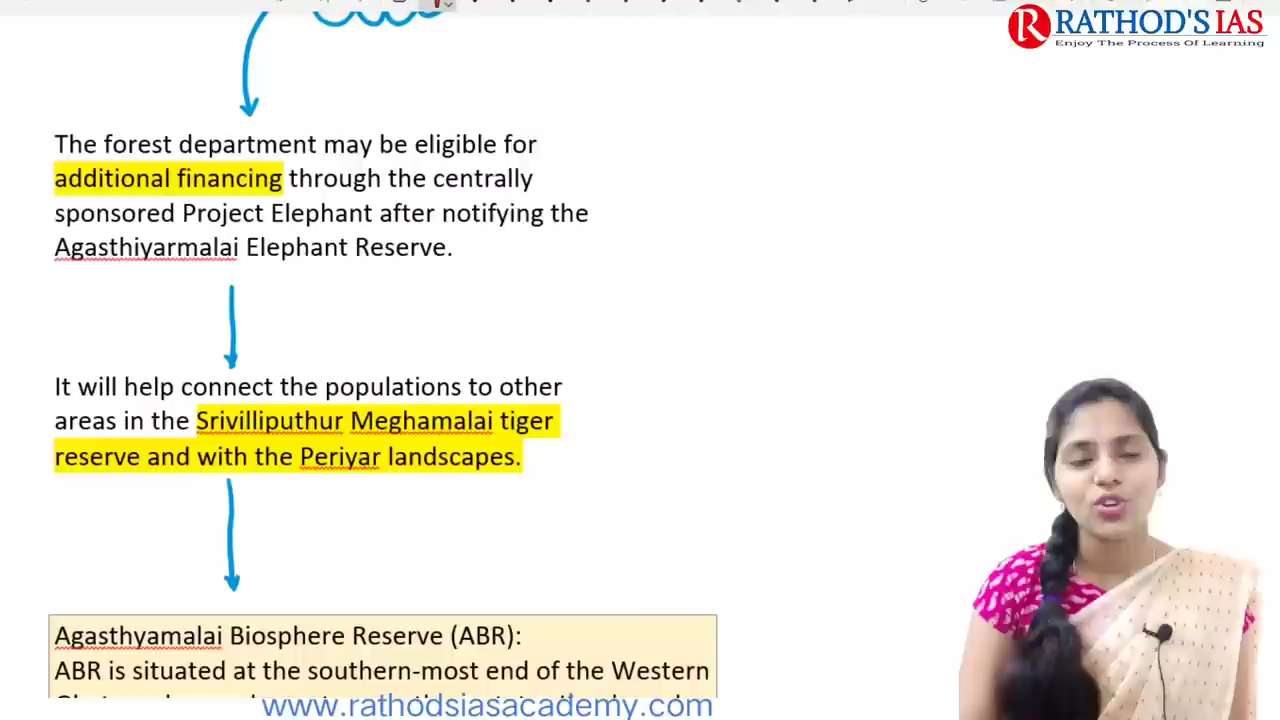 RATHOD'S IAS
Enjoy The Process Of Learning
The forest department may be eligible for
additional financing through the centrally
sponsored Project Elephant after notifying the
Agasthiyarmalai Elephant Reserve.
It will help connect the populations to other
areas in the Srivilliputhur Meghamalai tiger
reserve and with the Periyar landscapes.
Agasthyamalai Biosphere Reserve (ABR):
ABR is situated at the southern-most end of the Western
www.rathodsiasacademy.com